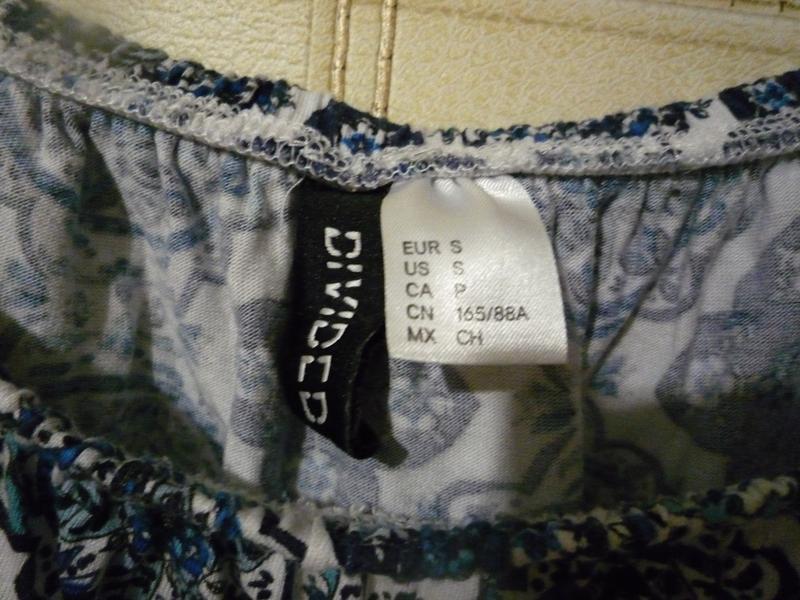 DIVIDED
EUR S
US S
CA P
CN 165/88A
MX CH